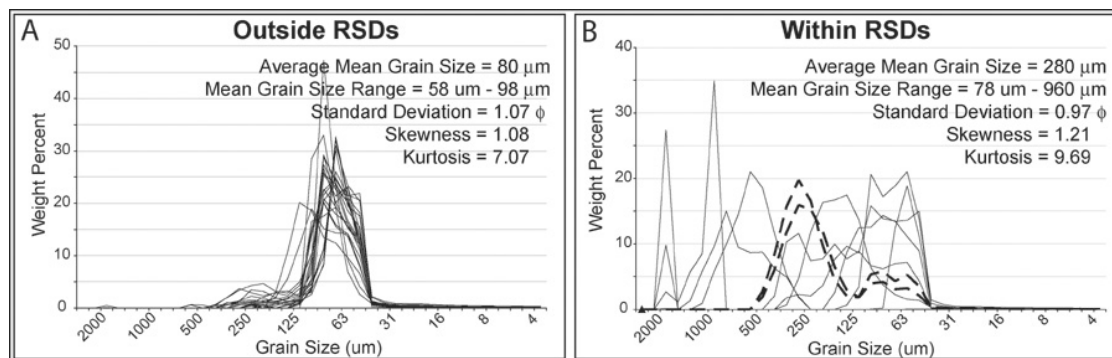 A
Outside RSDs
50
40
30
20
10
0
Weight Percent
Average Mean Grain Size = 80 µm
Mean Grain Size Range = 58 um - 98 µm
Standard Deviation = 1.07 ϕ
Skewness = 1.08
Kurtosis = 7.07
2000
1000
500
250
125
63
31
16
8
4
Grain Size (um)
B
Within RSDs
40
30
20
10
0
Weight Percent
Average Mean Grain Size = 280 µm
Mean Grain Size Range = 78 um - 960 µm
Standard Deviation = 0.97 ϕ
Skewness = 1.21
Kurtosis = 9.69
2000
1000
500
250
125
63
31
16
8
4
Grain Size (um)